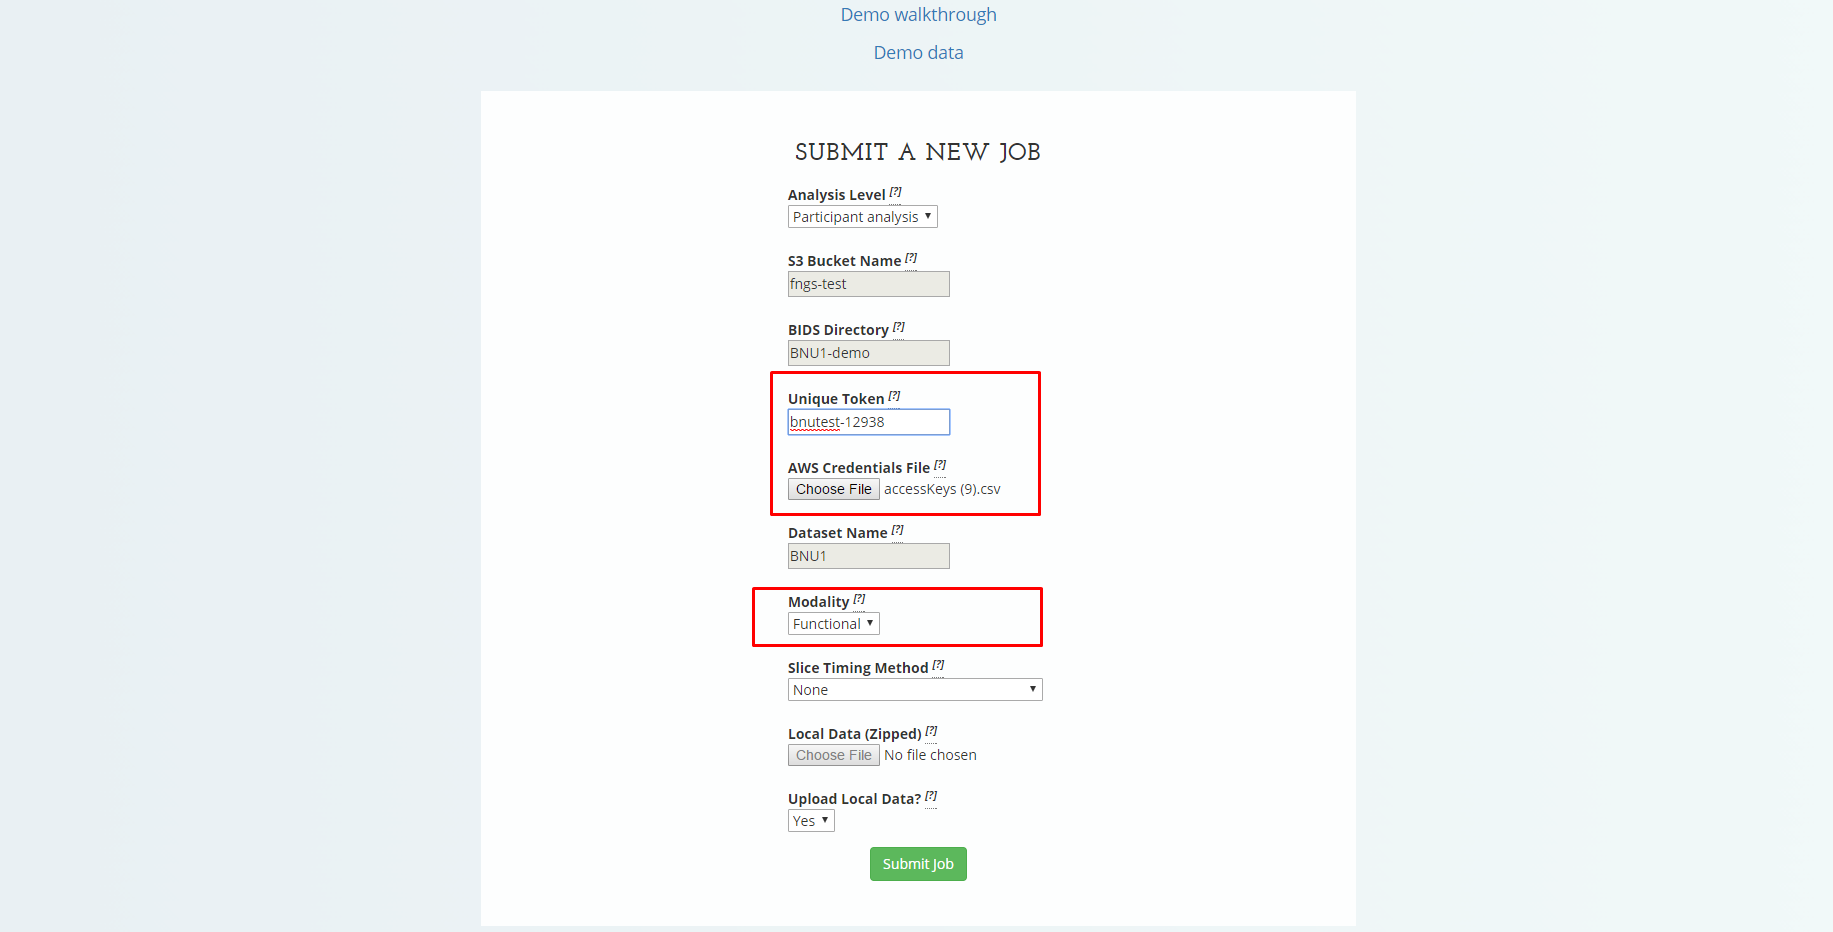 Demo walkthrough
Demo data
SUBMIT A NEW JOB
Analysis Level [?]
Participant analysis
S3 Bucket Name [?]
fngs-test
BIDS Directory [?]
BNU1-demo
Unique Token [?]
bnutest-12938
AWS Credentials File [?]
Choose File accessKeys (9).csv
Dataset Name [?]
BNU1
Modality [?]
Functional
Slice Timing Method [?]
None
Local Data (Zipped) [?]
Choose File No file chosen
Upload Local Data? [?]
Yes
Submit Job